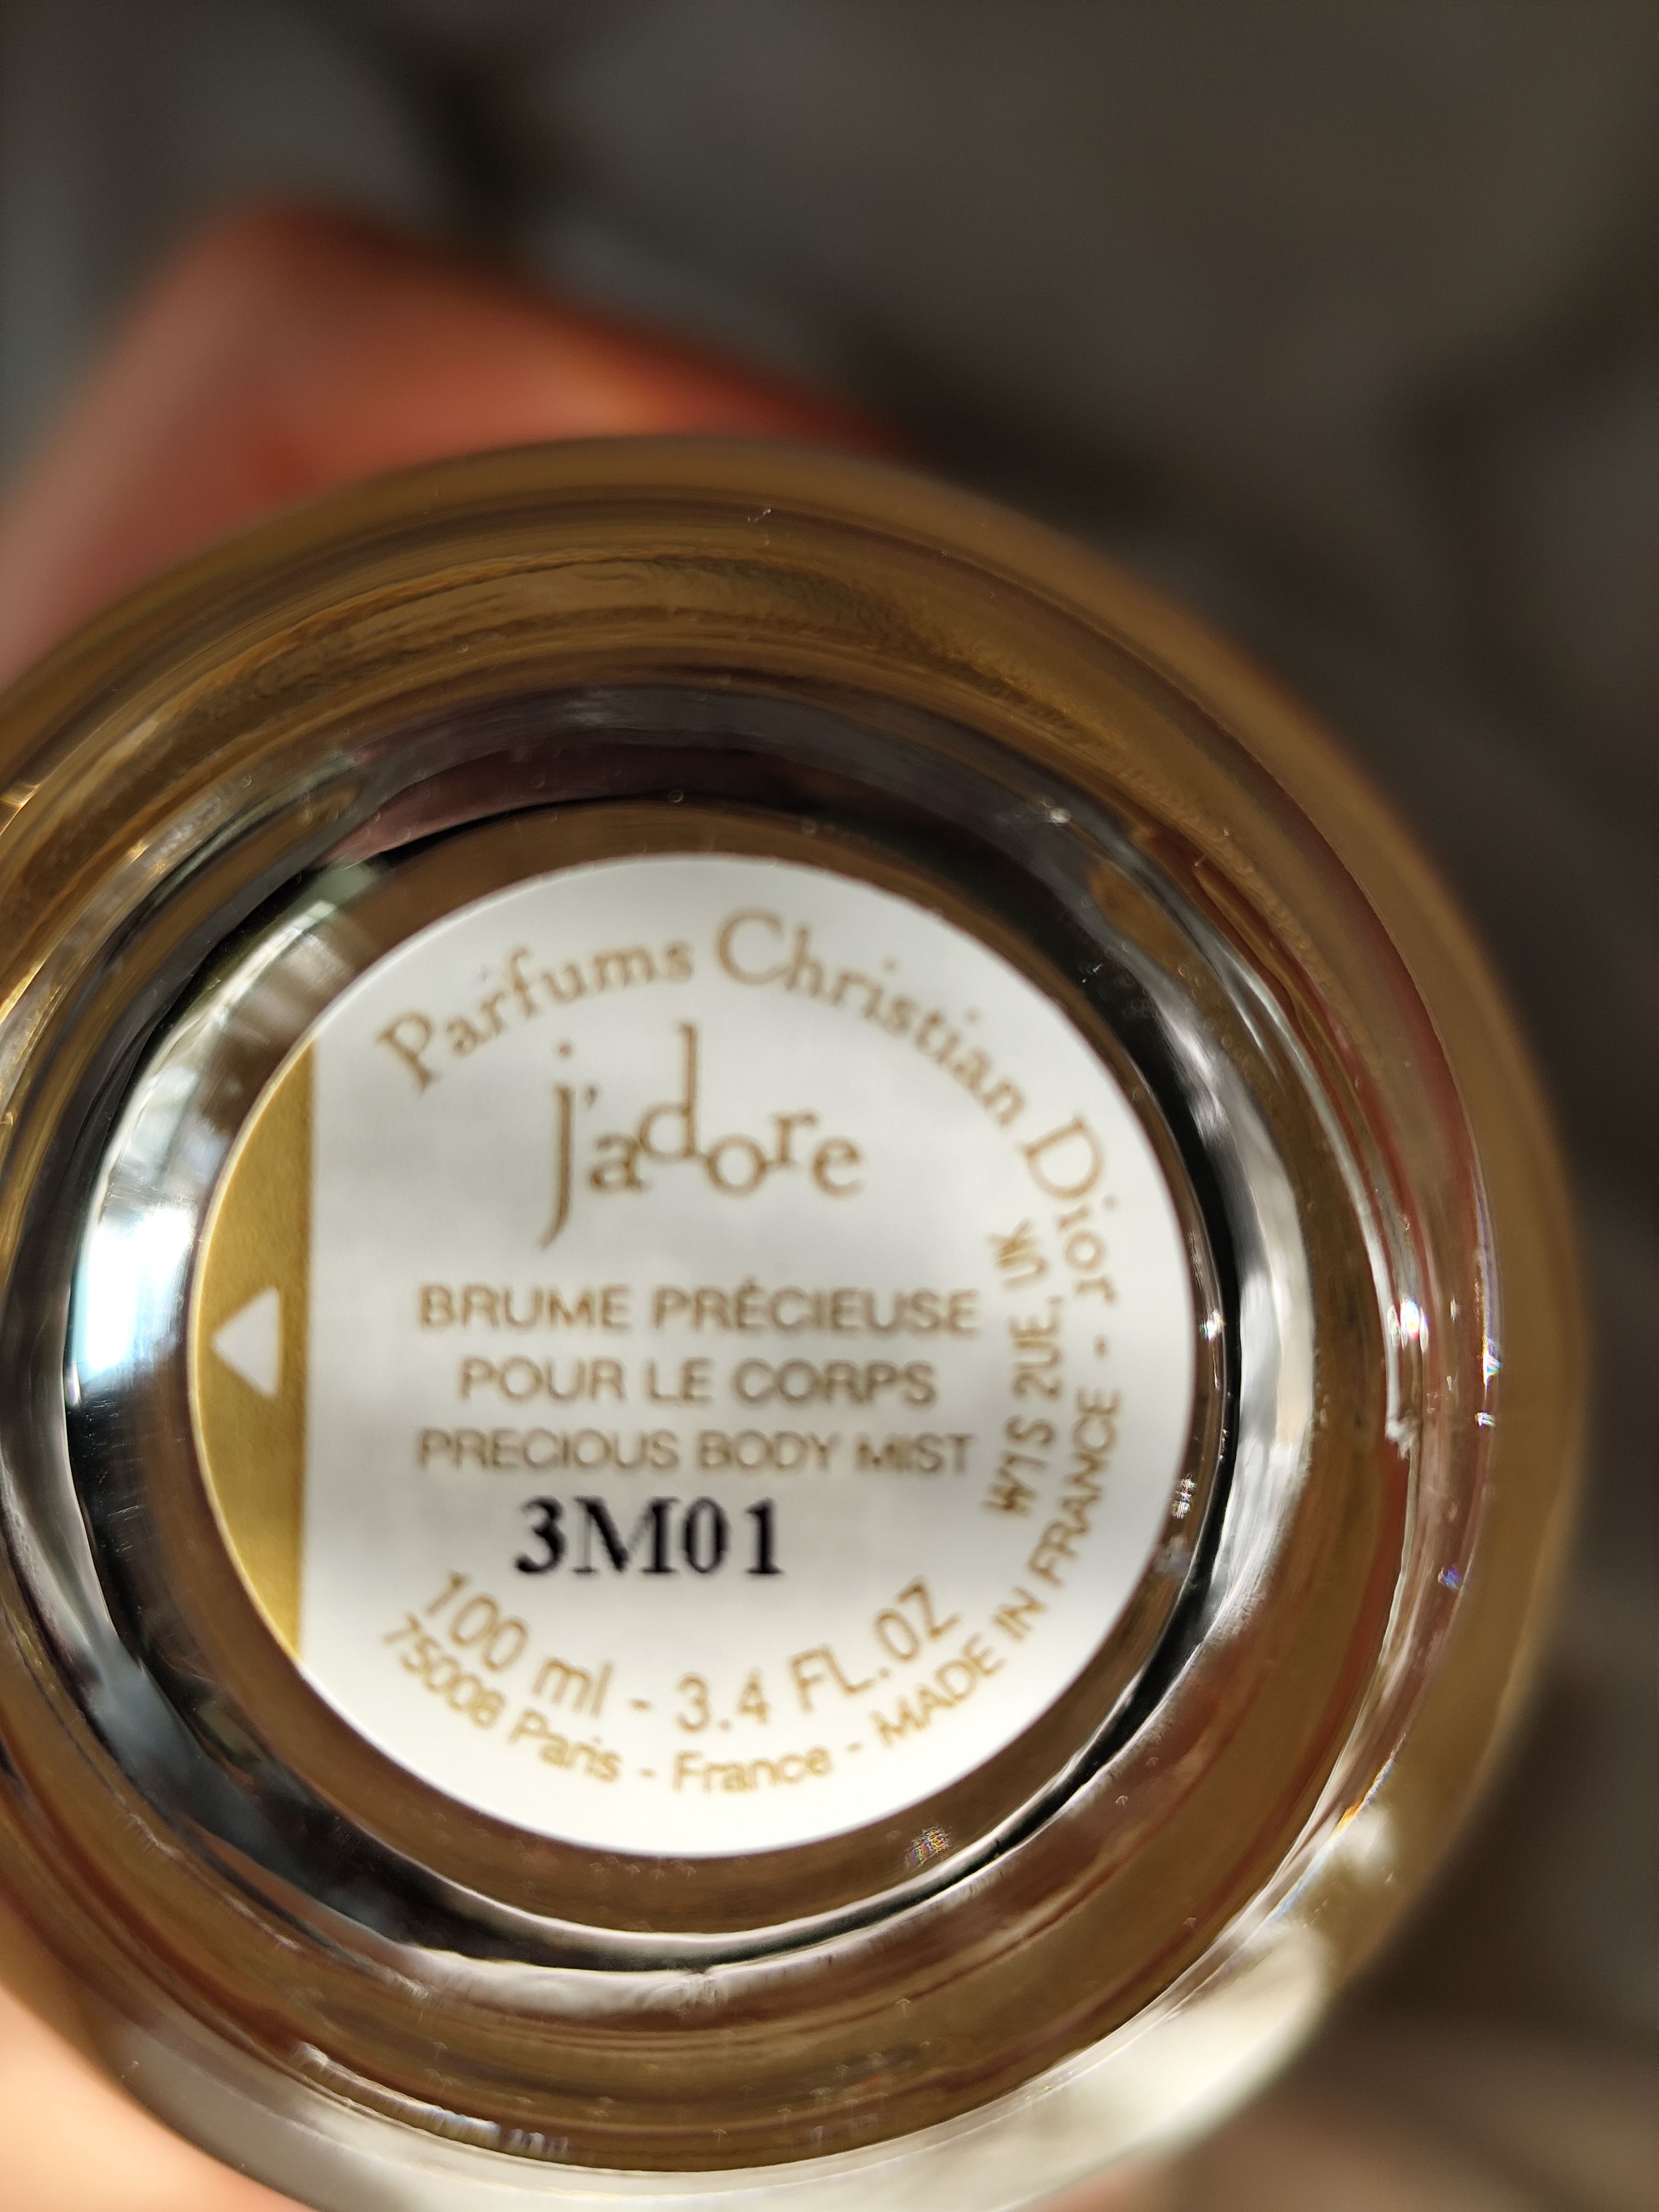 Parfums Christian Dior - MADE IN FRANCE - 75008 Paris - France
W1S 2UE, UK
j'adore
BRUME PRÉCIEUSE
POUR LE CORPS
PRECIOUS BODY MIST
3M01
100 ml - 3.4 FL.OZ